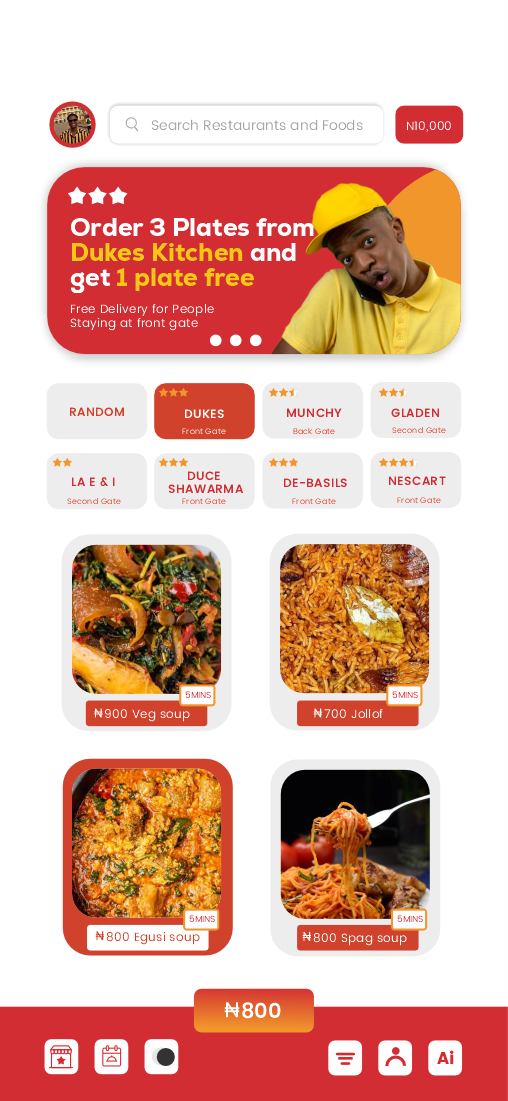 Search Restaurants and Foods
N10,000
Order 3 Plates from
Dukes Kitchen and
get 1 plate free
Free Delivery for People
Staying at front gate
RANDOM
DUKES
Front Gate
MUNCHY
Back Gate
GLADEN
Second Gate
LA E & I
Second Gate
DUCE
SHAWARMA
Front Gate
DE-BASILS
Front Gate
NESCART
Front Gate
5MINS
₦900 Veg soup
5MINS
₦700 Jollof
5MINS
₦800 Egusi soup
5MINS
₦800 Spag soup
₦800
Ai